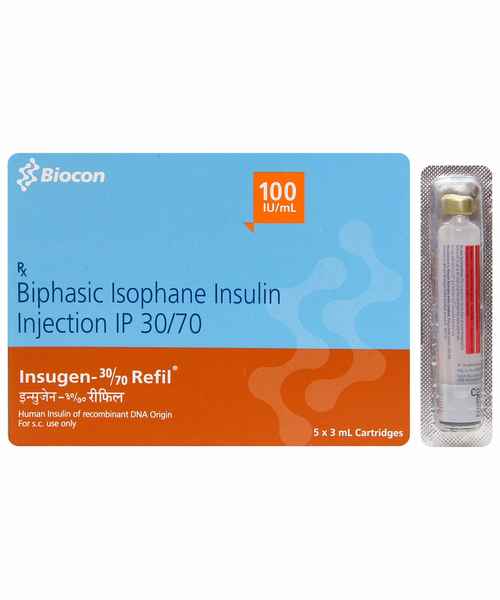 Biocon
100
IU/mL
Rx
Biphasic Isophane Insulin
Injection IP 30/70
Insugen-30/70 Refil®
इन्सुजेन-३०/७० रीफिल
Human Insulin of recombinant DNA Origin
For s.c. use only
5 x 3 mL Cartridges